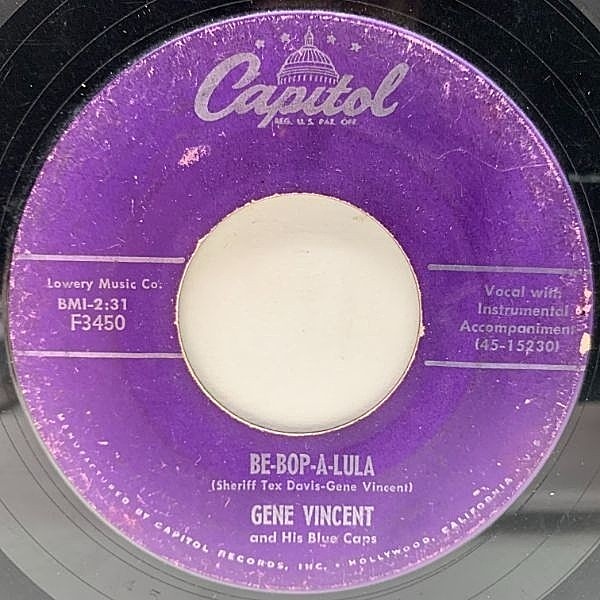 Capitol
REG. U.S. PAT. OFF.
Lowery Music Co.
BMI-2:31
F3450
Vocal with
Instrumental
Accompaniment
(45-15230)
BE-BOP-A-LULA
(Sheriff Tex Davis-Gene Vincent)
GENE VINCENT
and His Blue Caps
MANUFACTURED BY CAPITOL RECORDS, INC. • HOLLYWOOD, CALIFORNIA, U.S.